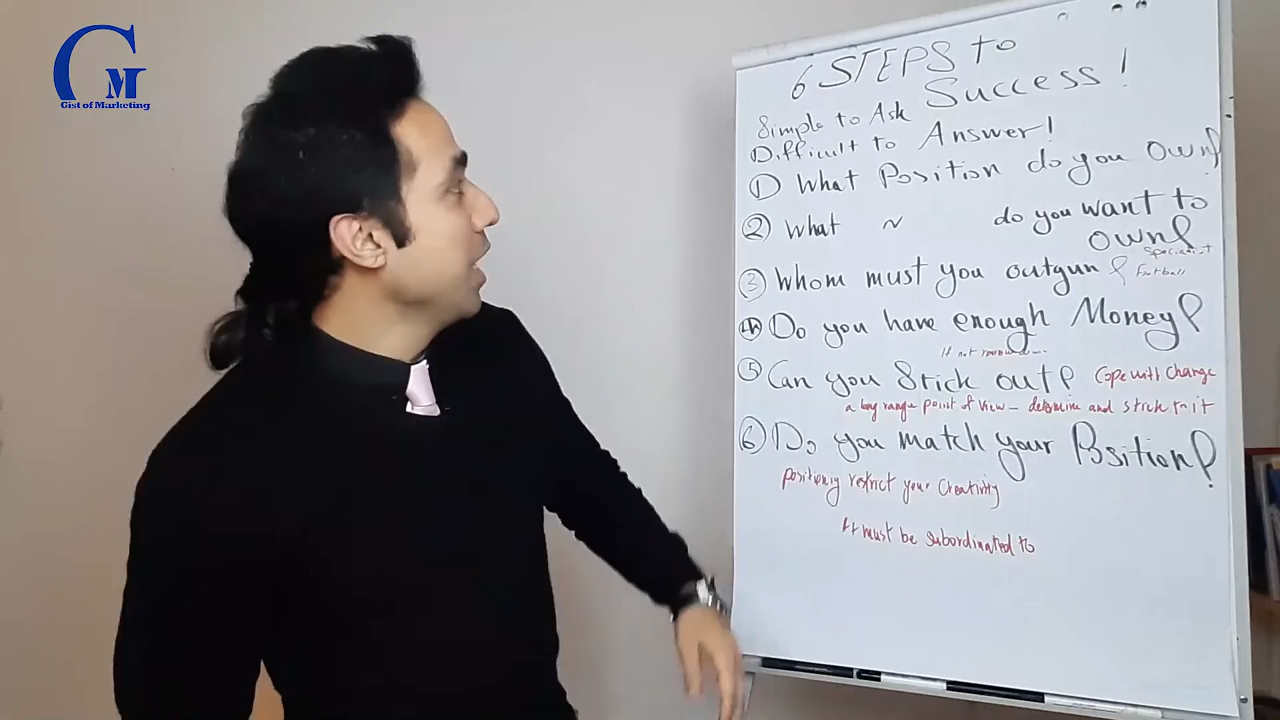 GM
Gist of Marketing
6 STEPS to
Success!
Simple to Ask
Difficult to Answer!
1) What Position do you own?
2 What ~ do you want to
own?
Specialist
3 Whom must you outgun?
Football
4 Do you have enough Money?
If not
5 Can you Stick out? Cope with Change
a long range point of view - determine and stick to it
6 Do you match your Position?
Positioning restrict your Creativity
It must be subordinated to